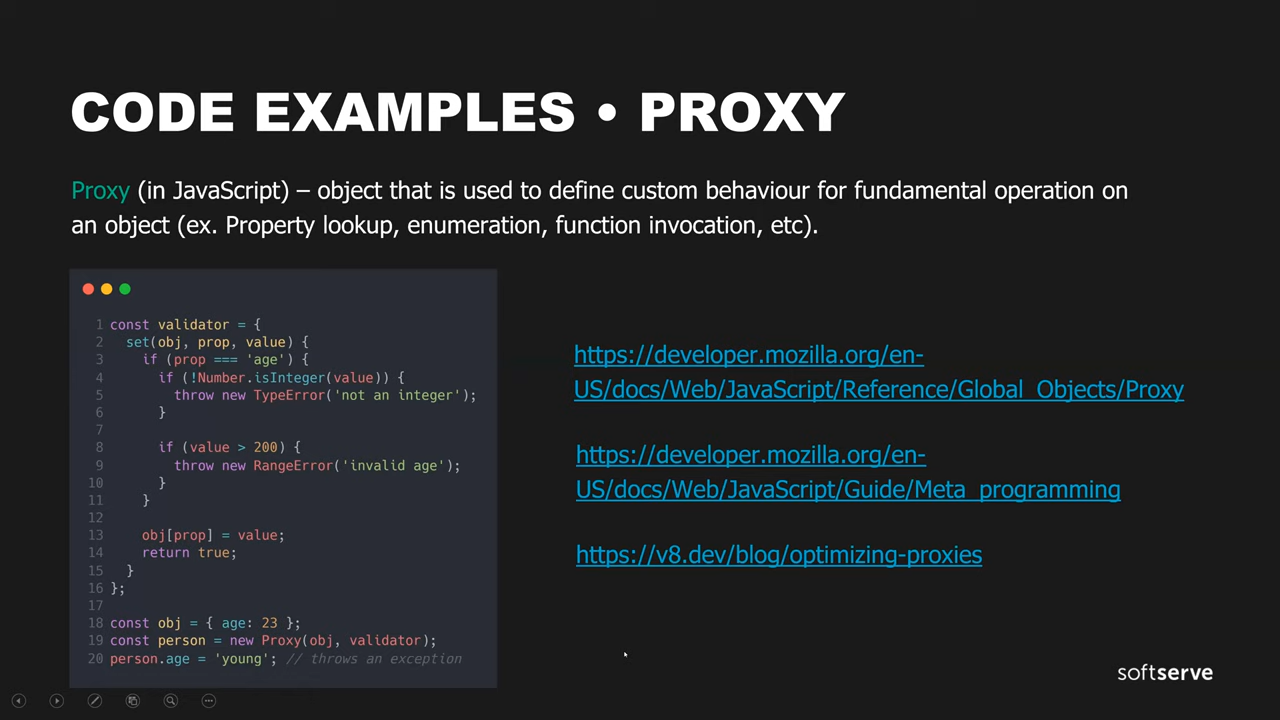 CODE EXAMPLES • PROXY
Proxy (in JavaScript) – object that is used to define custom behaviour for fundamental operation on
an object (ex. Property lookup, enumeration, function invocation, etc).
1 const validator = {
2   set(obj, prop, value) {
3     if (prop === 'age') {
4       if (!Number.isInteger(value)) {
5         throw new TypeError('not an integer');
6       }
7
8       if (value > 200) {
9         throw new RangeError('invalid age');
10       }
11     }
12
13     obj[prop] = value;
14     return true;
15   }
16 };
17
18 const obj = { age: 23 };
19 const person = new Proxy(obj, validator);
20 person.age = 'young'; // throws an exception
https://developer.mozilla.org/en-
US/docs/Web/JavaScript/Reference/Global_Objects/Proxy
https://developer.mozilla.org/en-
US/docs/Web/JavaScript/Guide/Meta_programming
https://v8.dev/blog/optimizing-proxies
softserve